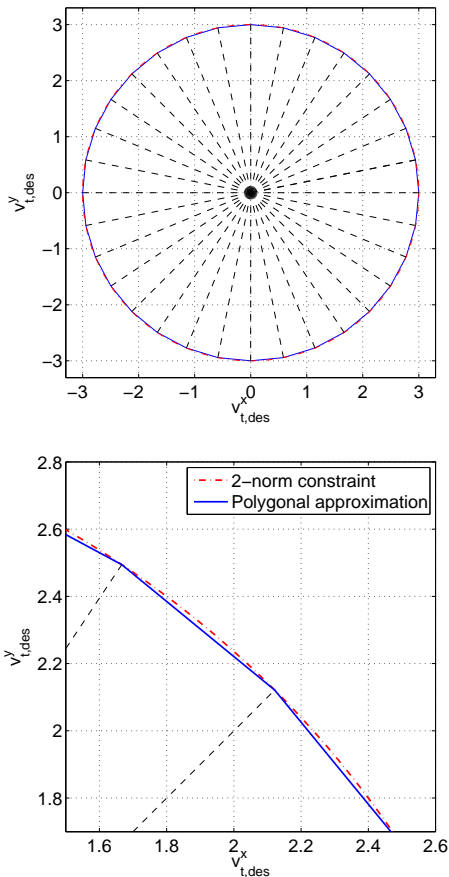 3
2
1
0
−1
−2
−3
v^y_{t,des}
−3 −2 −1 0 1 2 3
v^x_{t,des}
2.8
2.6
2.4
2.2
2
1.8
v^y_{t,des}
2−norm constraint
Polygonal approximation
1.6 1.8 2 2.2 2.4 2.6
v^x_{t,des}